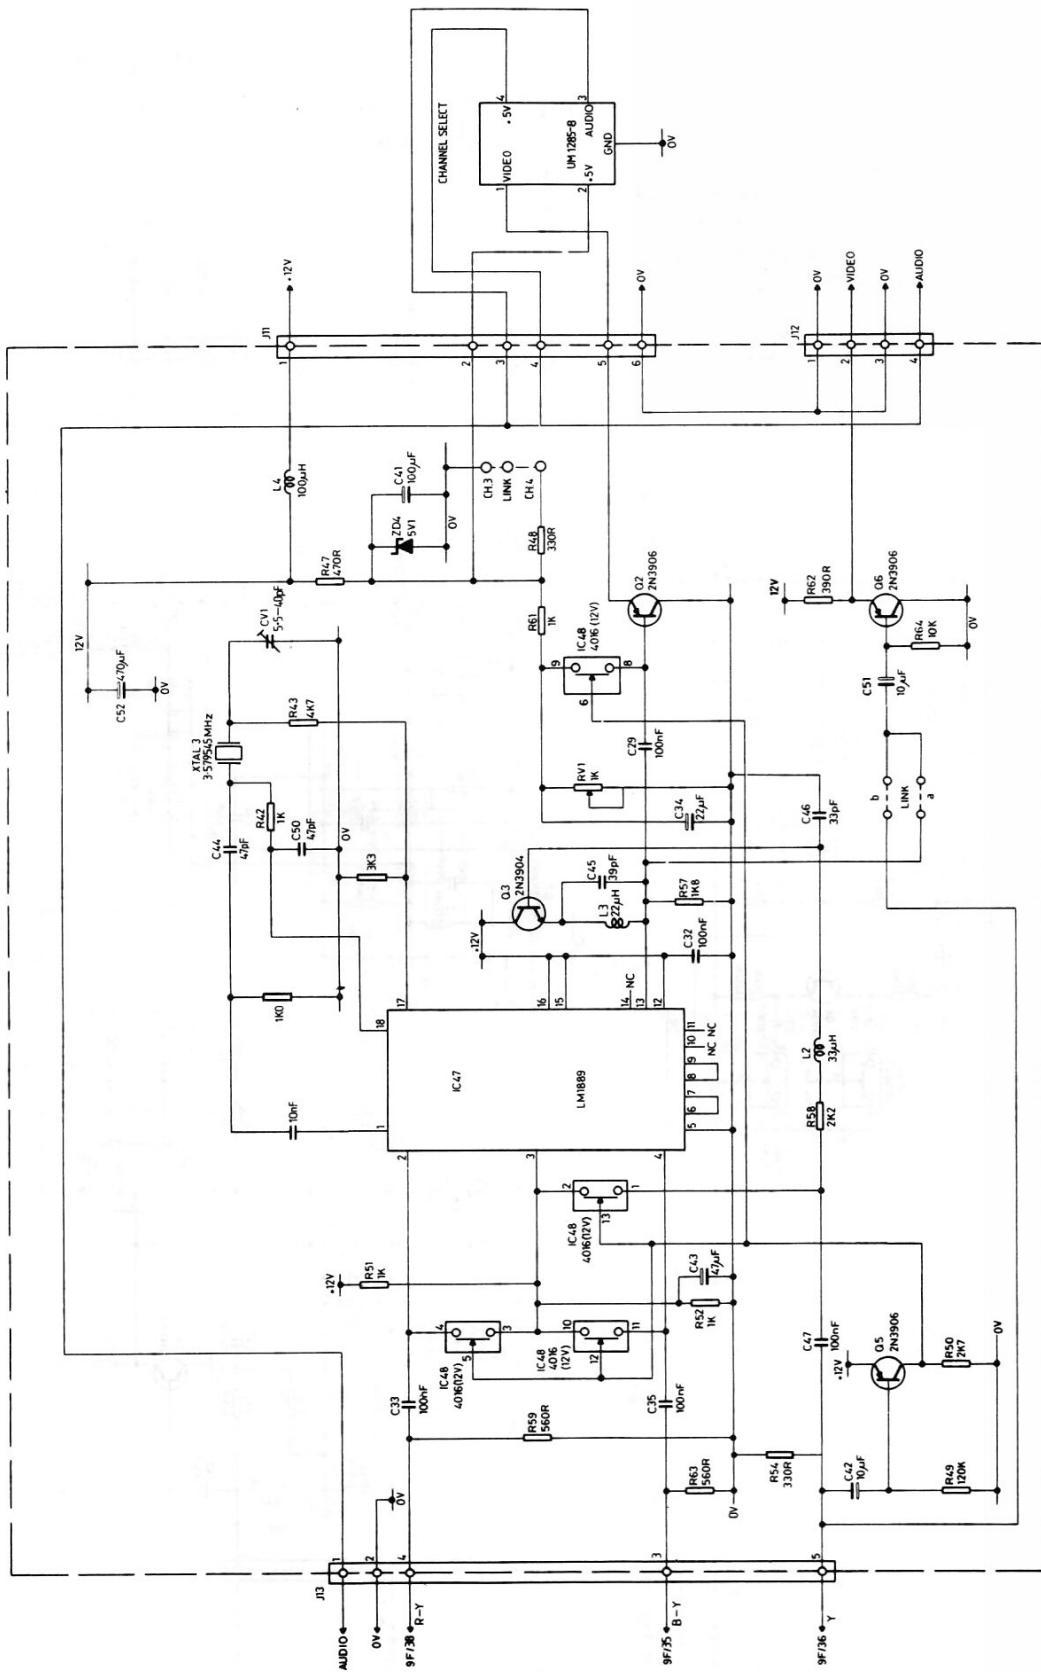 CHANNEL SELECT
4
+5V
3
AUDIO
UM 1285-8
GND
0V
1
VIDEO
2
+5V
J11
1
+12V
2
3
4
5
6
0V
J12
1
0V
2
VIDEO
3
0V
4
AUDIO
L4
100µH
12V
C52
470µF
0V
R47
470R
ZD4
5V1
C41
100µF
0V
CH.3
LINK
CH.4
R48
330R
R61
1K
CV1
5·5-40pF
XTAL 3
3·579545MHz
R43
4K7
R42
1K
C44
47pF
C50
47pF
0V
3K3
1K0
10nF
IC48
4016 (12V)
9
8
6
Q2
2N3906
C29
100nF
RV1
1K
C34
22µF
12V
R62
390R
Q6
2N3906
R64
10K
0V
C51
10µF
b
LINK
a
C46
33pF
Q3
2N3904
+12V
C45
39pF
L3
22µH
R57
1K8
C32
100nF
L2
33µH
R58
2K2
IC47
LM1889
1
2
3
4
5
6
7
8
9
10
11
NC
NC
12
13
14
NC
15
16
17
18
IC48
4016(12V)
2
1
13
+12V
R51
1K
IC48
4016(12V)
4
3
5
IC48
4016
(12V)
10
11
12
R52
1K
C43
47µF
C33
100nF
C35
100nF
R59
560R
R63
560R
0V
R54
330R
C47
100nF
+12V
Q5
2N3906
R50
2K7
0V
C42
10µF
R49
120K
J13
1
AUDIO
2
0V
0V
4
9F/38
R-Y
3
9F/35
B-Y
5
9F/36
Y